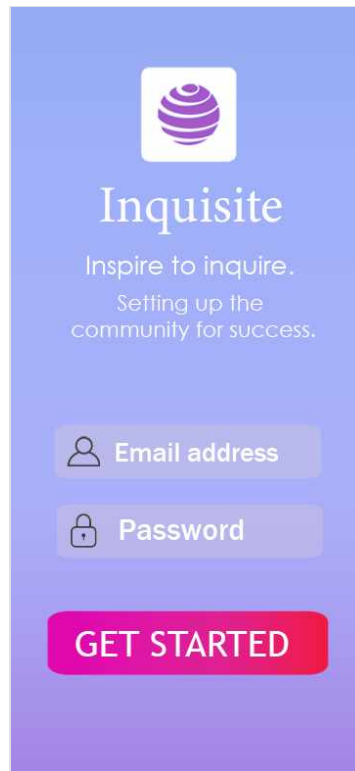 Inquisite
Inspire to inquire.
Setting up the
community for success.
Email address
Password
GET STARTED